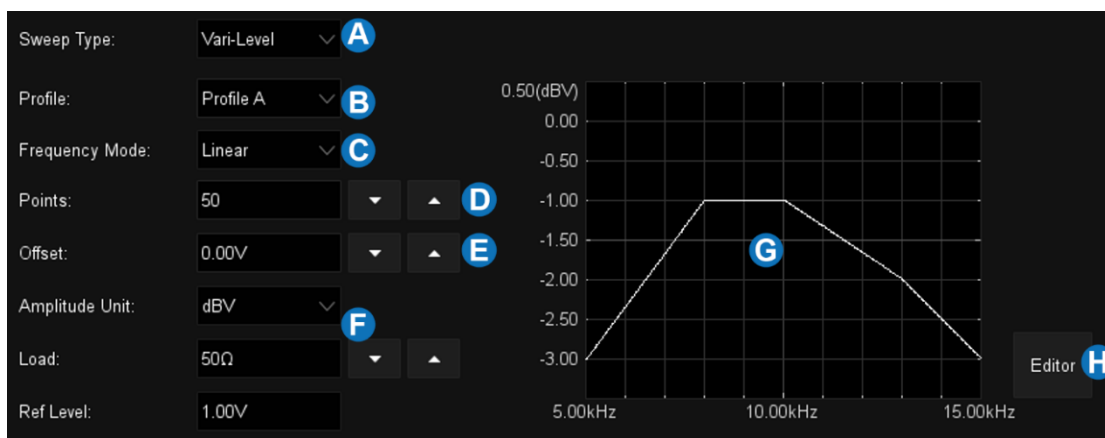 Sweep Type: Vari-Level A
Profile: Profile A B
Frequency Mode: Linear C
Points: 50 D
Offset: 0.00V E
Amplitude Unit: dBV
F
Load: 50Ω
Ref Level: 1.00V
0.50(dBV)
0.00
-0.50
-1.00
-1.50
-2.00
-2.50
-3.00
G
5.00kHz 10.00kHz 15.00kHz
Editor H